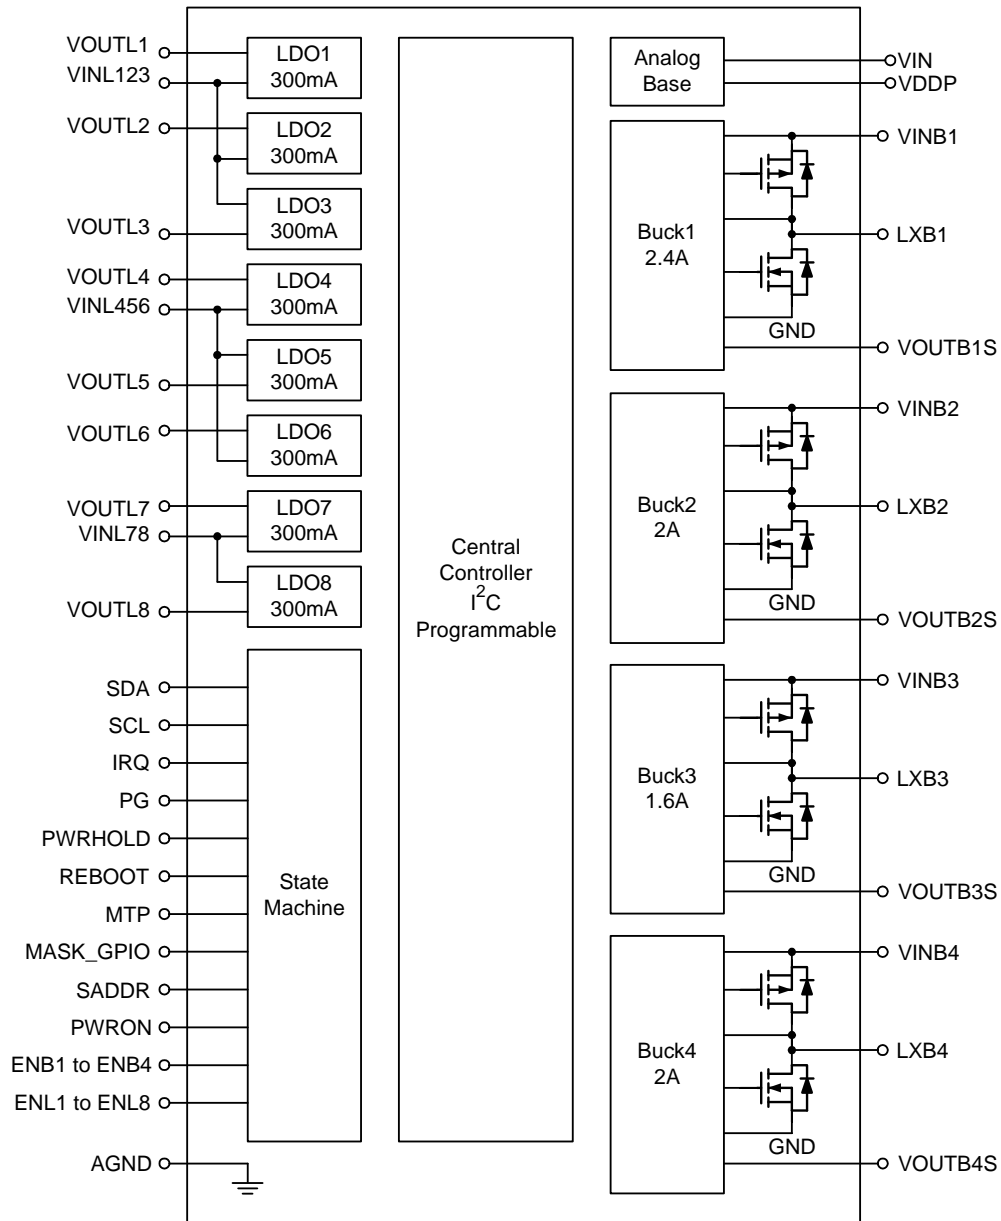 VOUTL1
VINL123
VOUTL2
VOUTL3
VOUTL4
VINL456
VOUTL5
VOUTL6
VOUTL7
VINL78
VOUTL8
SDA
SCL
IRQ
PG
PWRHOLD
REBOOT
MTP
MASK_GPIO
SADDR
PWRON
ENB1 to ENB4
ENL1 to ENL8
AGND
LDO1
300mA
LDO2
300mA
LDO3
300mA
LDO4
300mA
LDO5
300mA
LDO6
300mA
LDO7
300mA
LDO8
300mA
State
Machine
Central
Controller
I²C
Programmable
Analog
Base
VIN
VDDP
Buck1
2.4A
VINB1
LXB1
GND
VOUTB1S
Buck2
2A
VINB2
LXB2
GND
VOUTB2S
Buck3
1.6A
VINB3
LXB3
GND
VOUTB3S
Buck4
2A
VINB4
LXB4
GND
VOUTB4S